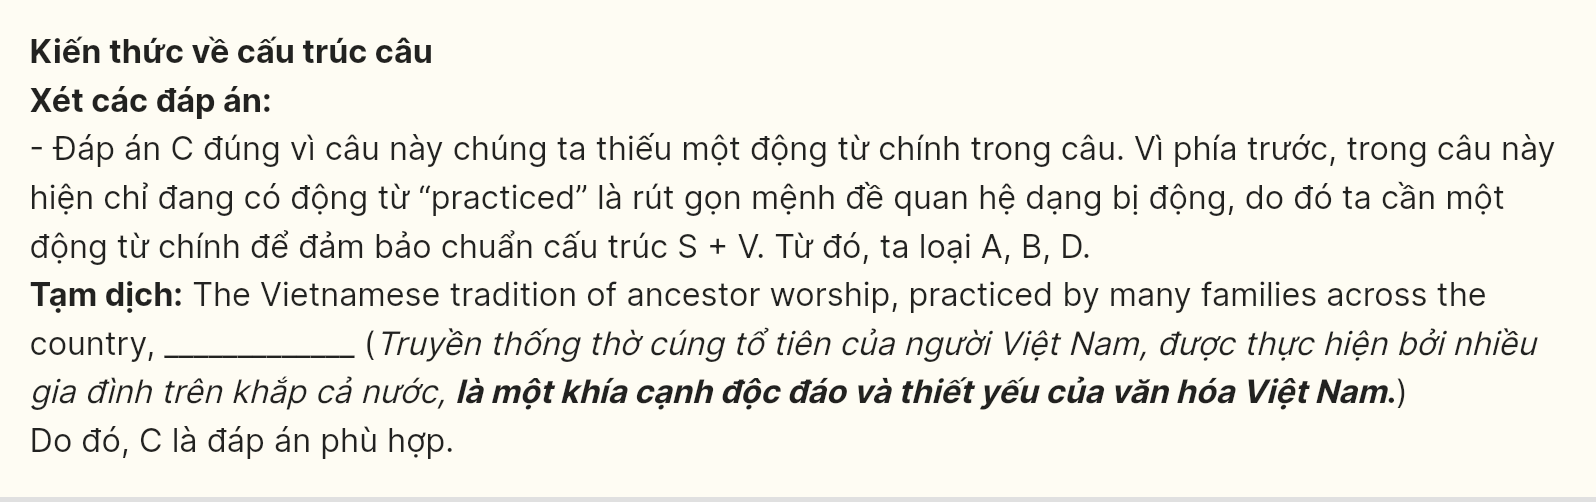 Kiến thức về cấu trúc câu
Xét các đáp án:
- Đáp án C đúng vì câu này chúng ta thiếu một động từ chính trong câu. Vì phía trước, trong câu này
hiện chỉ đang có động từ “practiced” là rút gọn mệnh đề quan hệ dạng bị động, do đó ta cần một
động từ chính để đảm bảo chuẩn cấu trúc S + V. Từ đó, ta loại A, B, D.
Tạm dịch: The Vietnamese tradition of ancestor worship, practiced by many families across the
country, _____________ (Truyền thống thờ cúng tổ tiên của người Việt Nam, được thực hiện bởi nhiều
gia đình trên khắp cả nước, là một khía cạnh độc đáo và thiết yếu của văn hóa Việt Nam.)
Do đó, C là đáp án phù hợp.